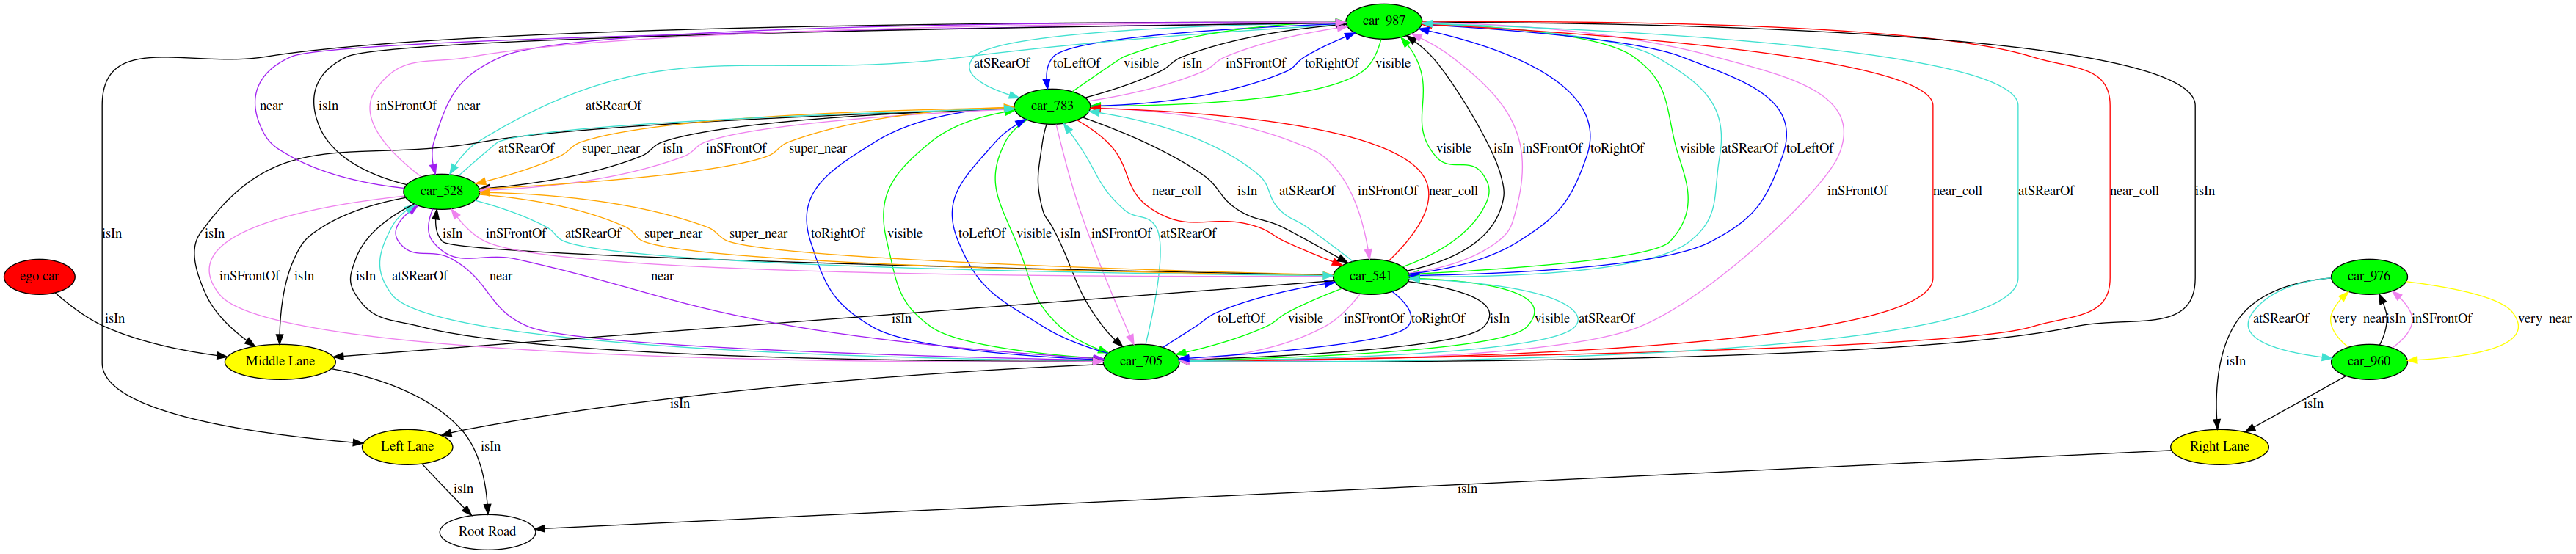 car_987
atSRearOf toLeftOf visible isIn inSFrontOf toRightOf visible
near isIn inSFrontOf near atSRearOf car_783
atSRearOf super_near isIn inSFrontOf super_near visible isIn inSFrontOf toRightOf visible atSRearOf toLeftOf
car_528 near_coll isIn atSRearOf inSFrontOf near_coll inSFrontOf near_coll atSRearOf near_coll isIn
isIn isIn isIn inSFrontOf atSRearOf super_near super_near toRightOf visible toLeftOf visible isIn inSFrontOf atSRearOf
ego car inSFrontOf isIn isIn atSRearOf near near car_541 car_976
isIn isIn toLeftOf visible inSFrontOf toRightOf isIn visible atSRearOf atSRearOf very_near isIn inSFrontOf very_near
Middle Lane car_705 isIn car_960
isIn isIn
Left Lane isIn Right Lane
isIn isIn
Root Road